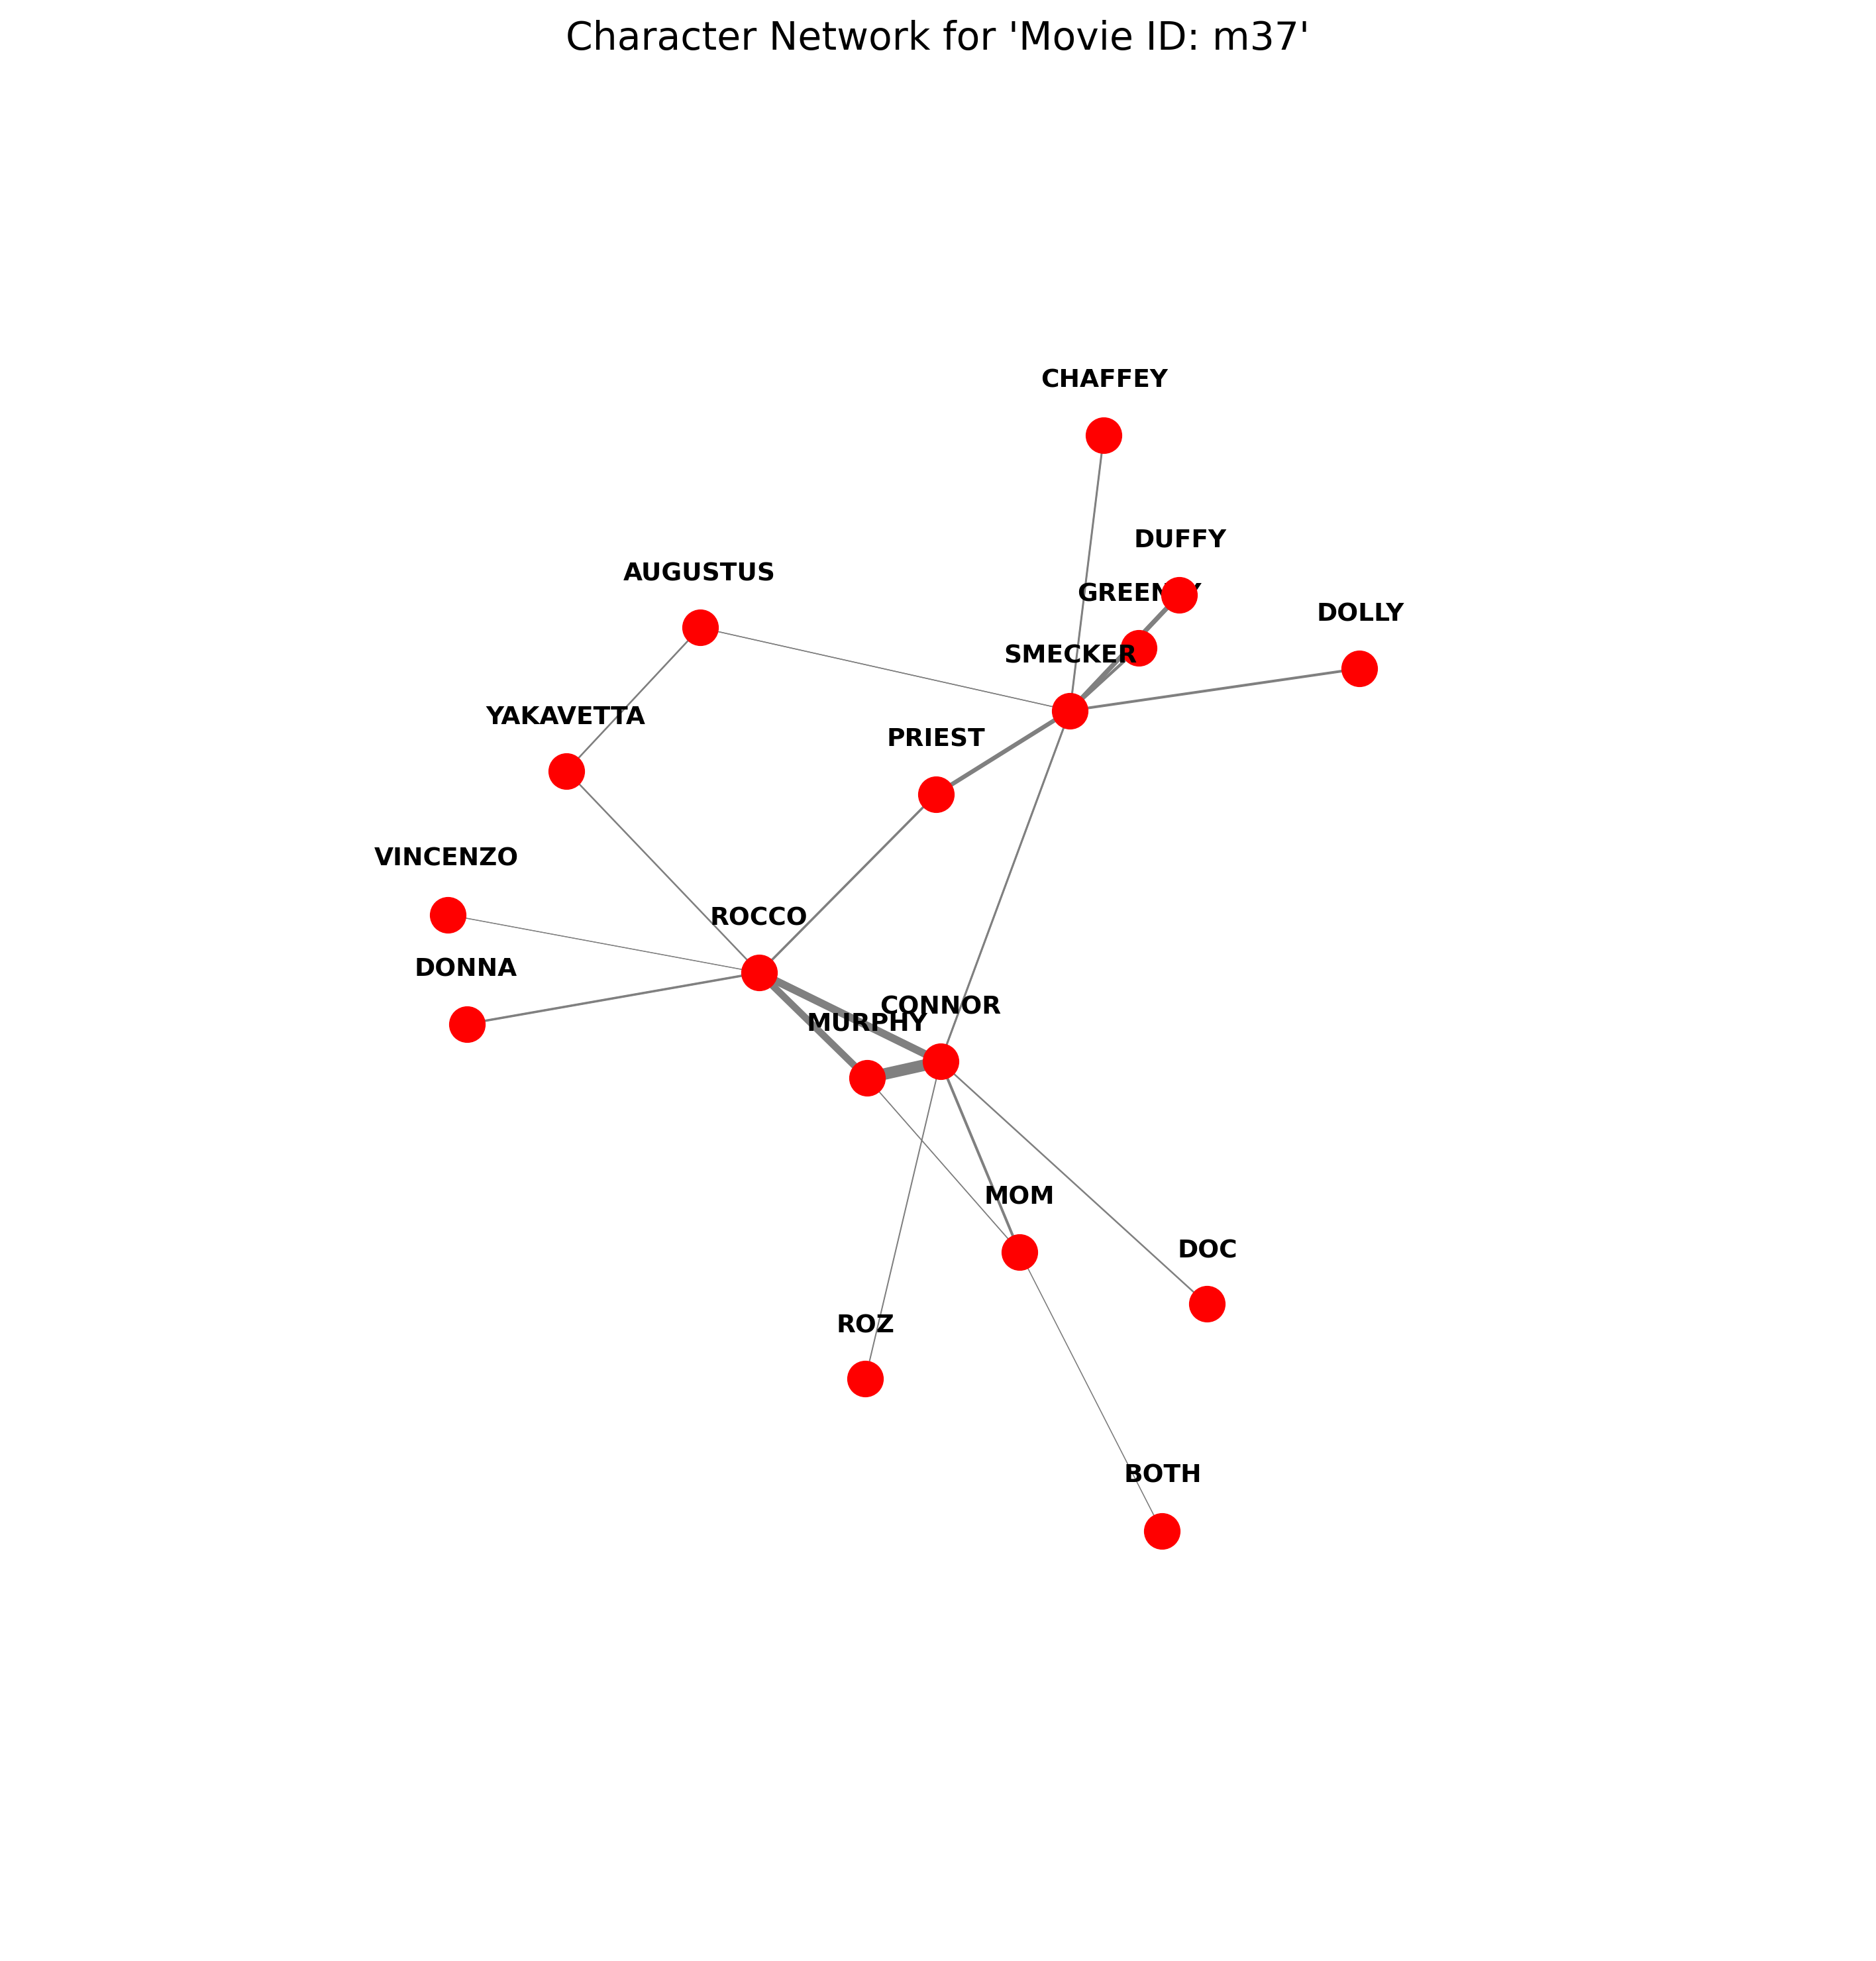 Character Network for 'Movie ID: m37'
CHAFFEY
DUFFY
AUGUSTUS
DOLLY
SMECKER
YAKAVETTA
PRIEST
VINCENZO
ROCCO
DONNA
CONNOR
MURPHY
MOM
DOC
ROZ
BOTH